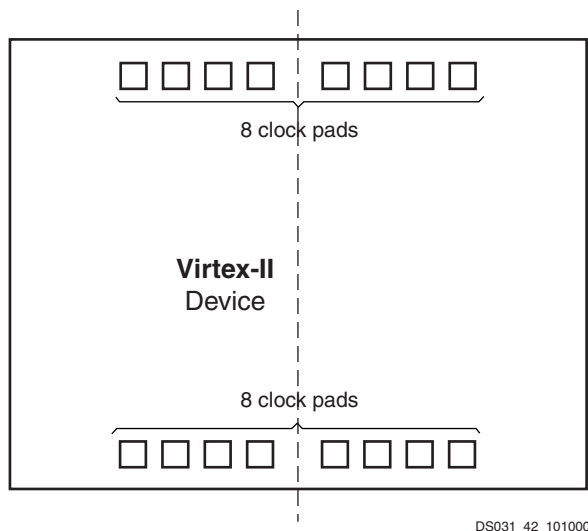 8 clock pads
Virtex-II
Device
8 clock pads
DS031_42_101000